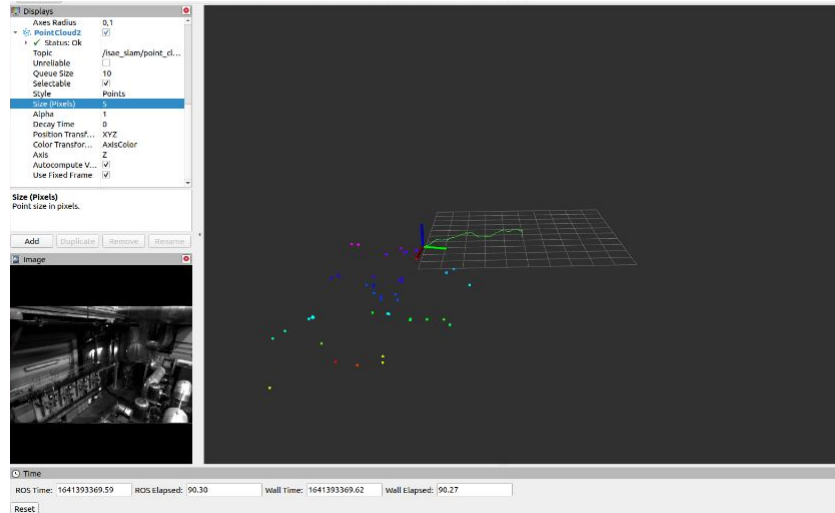 Displays
Axes Radius 0,1
PointCloud2
Status: Ok
Topic /isae_slam/point_cl...
Unreliable
Queue Size 10
Selectable
Style Points
Size (Pixels) 5
Alpha 1
Decay Time 0
Position Transf... XYZ
Color Transfor... AxisColor
Axis Z
Autocompute V...
Use Fixed Frame
Size (Pixels)
Point size in pixels.
Add Duplicate Remove Rename
Image
Time
ROS Time: 1641393369.59 ROS Elapsed: 90.30 Wall Time: 1641393369.62 Wall Elapsed: 90.27
Reset